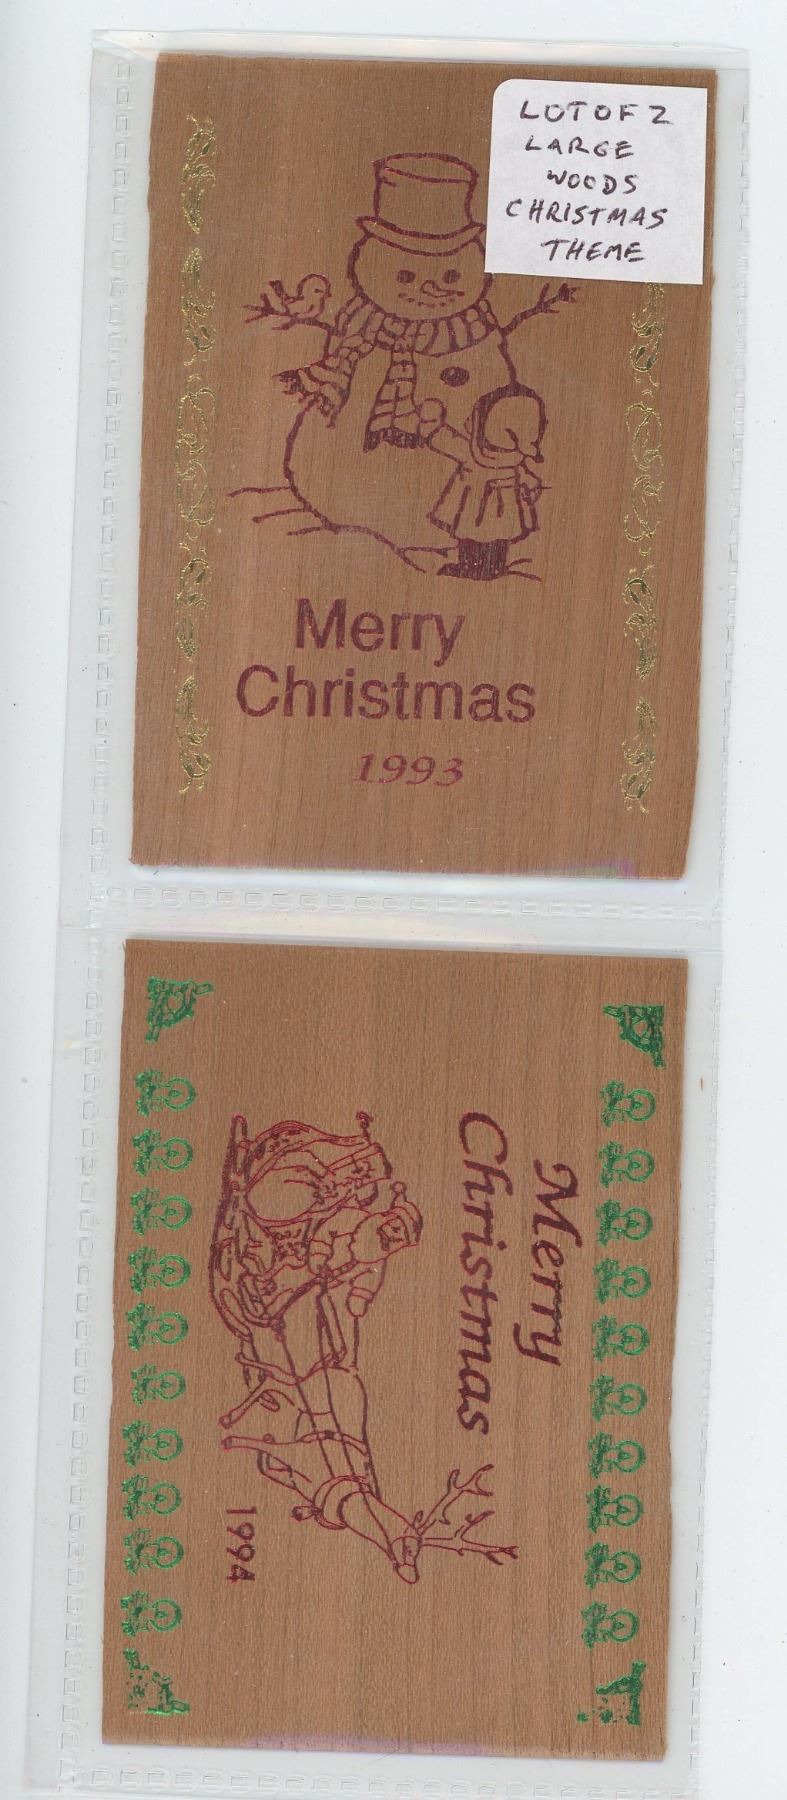 LOT OF 2
LARGE
WOODS
CHRISTMAS
THEME
Merry
Christmas
1993
Merry
Christmas
1994